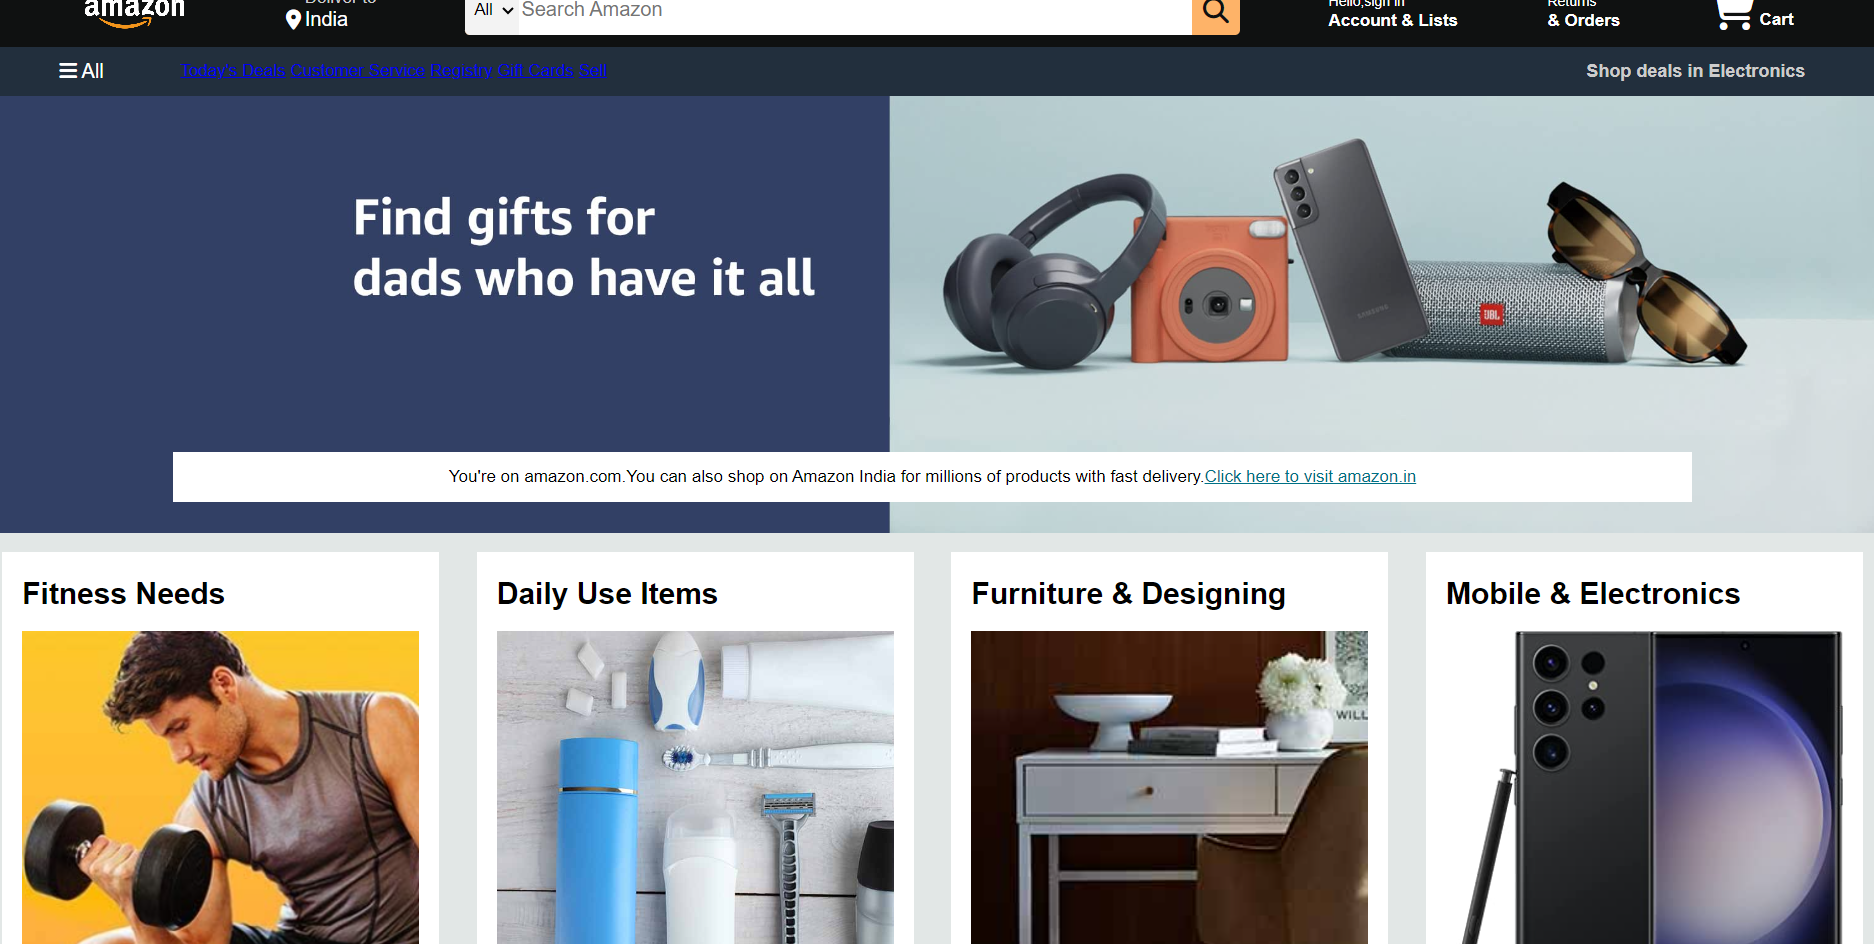 amazon
Deliver to
India
All
Search Amazon
Hello,sign in
Account & Lists
Returns
& Orders
Cart
All
Today's Deals Customer Service Registry Gift Cards Sell
Shop deals in Electronics
Find gifts for
dads who have it all
SAMSUNG
JBL
You're on amazon.com.You can also shop on Amazon India for millions of products with fast delivery.Click here to visit amazon.in
Fitness Needs
Daily Use Items
Furniture & Designing
Mobile & Electronics
WILL